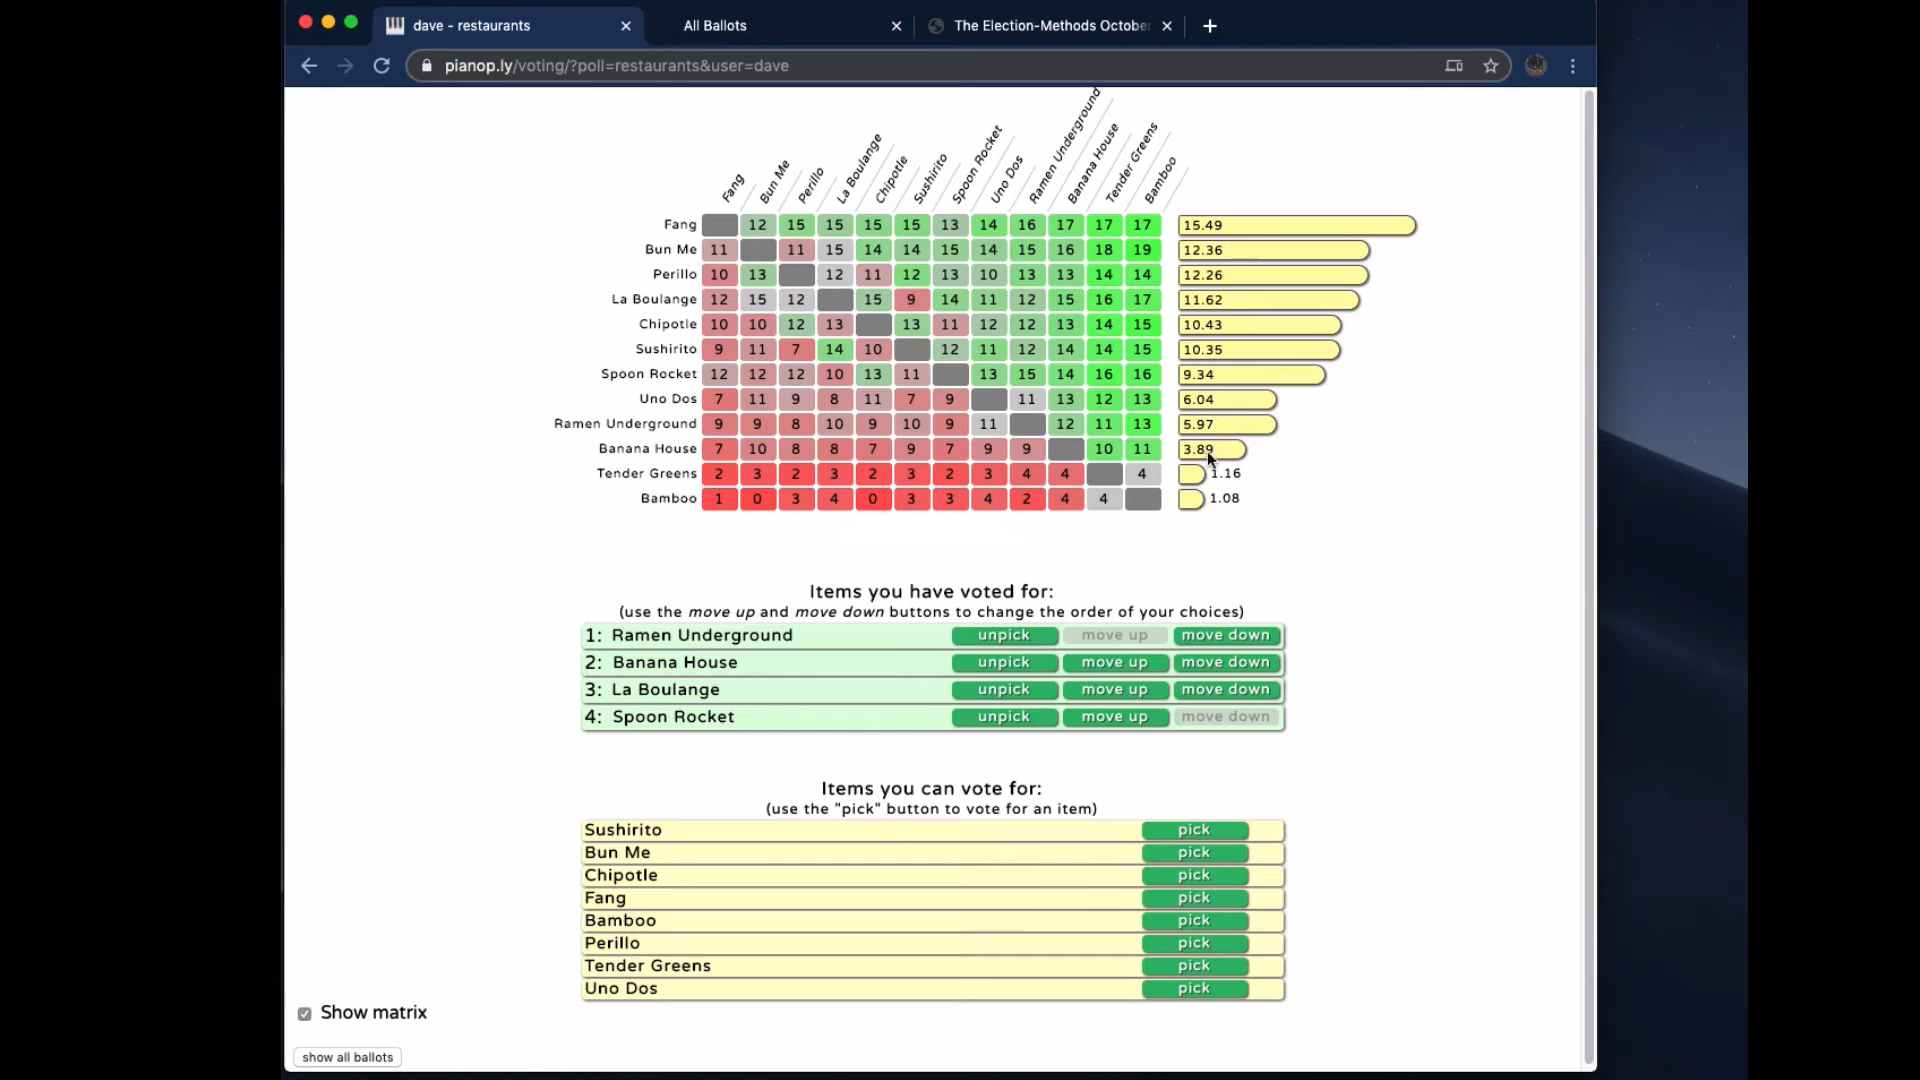 dave - restaurants
All Ballots
The Election-Methods October
pianop.ly/voting/?poll=restaurants&user=dave
Fang Bun Me Perillo La Boulange Chipotle Sushirito Spoon Rocket Uno Dos Ramen Underground Banana House Tender Greens Bamboo
Fang 12 15 15 15 15 13 14 16 17 17 17 15.49
Bun Me 11 11 15 14 14 15 14 15 16 18 19 12.36
Perillo 10 13 12 11 12 13 10 13 13 14 14 12.26
La Boulange 12 15 12 15 9 14 11 12 15 16 17 11.62
Chipotle 10 10 12 13 13 11 12 12 13 14 15 10.43
Sushirito 9 11 7 14 10 12 11 12 14 14 15 10.35
Spoon Rocket 12 12 12 10 13 11 13 15 14 16 16 9.34
Uno Dos 7 11 9 8 11 7 9 11 13 12 13 6.04
Ramen Underground 9 9 8 10 9 10 9 11 12 11 13 5.97
Banana House 7 10 8 8 7 9 7 9 9 10 11 3.89
Tender Greens 2 3 2 3 2 3 2 3 4 4 4 1.16
Bamboo 1 0 3 4 0 3 3 4 2 4 4 1.08
Items you have voted for:
(use the move up and move down buttons to change the order of your choices)
1: Ramen Underground unpick move up move down
2: Banana House unpick move up move down
3: La Boulange unpick move up move down
4: Spoon Rocket unpick move up move down
Items you can vote for:
(use the "pick" button to vote for an item)
Sushirito pick
Bun Me pick
Chipotle pick
Fang pick
Bamboo pick
Perillo pick
Tender Greens pick
Uno Dos pick
Show matrix
show all ballots